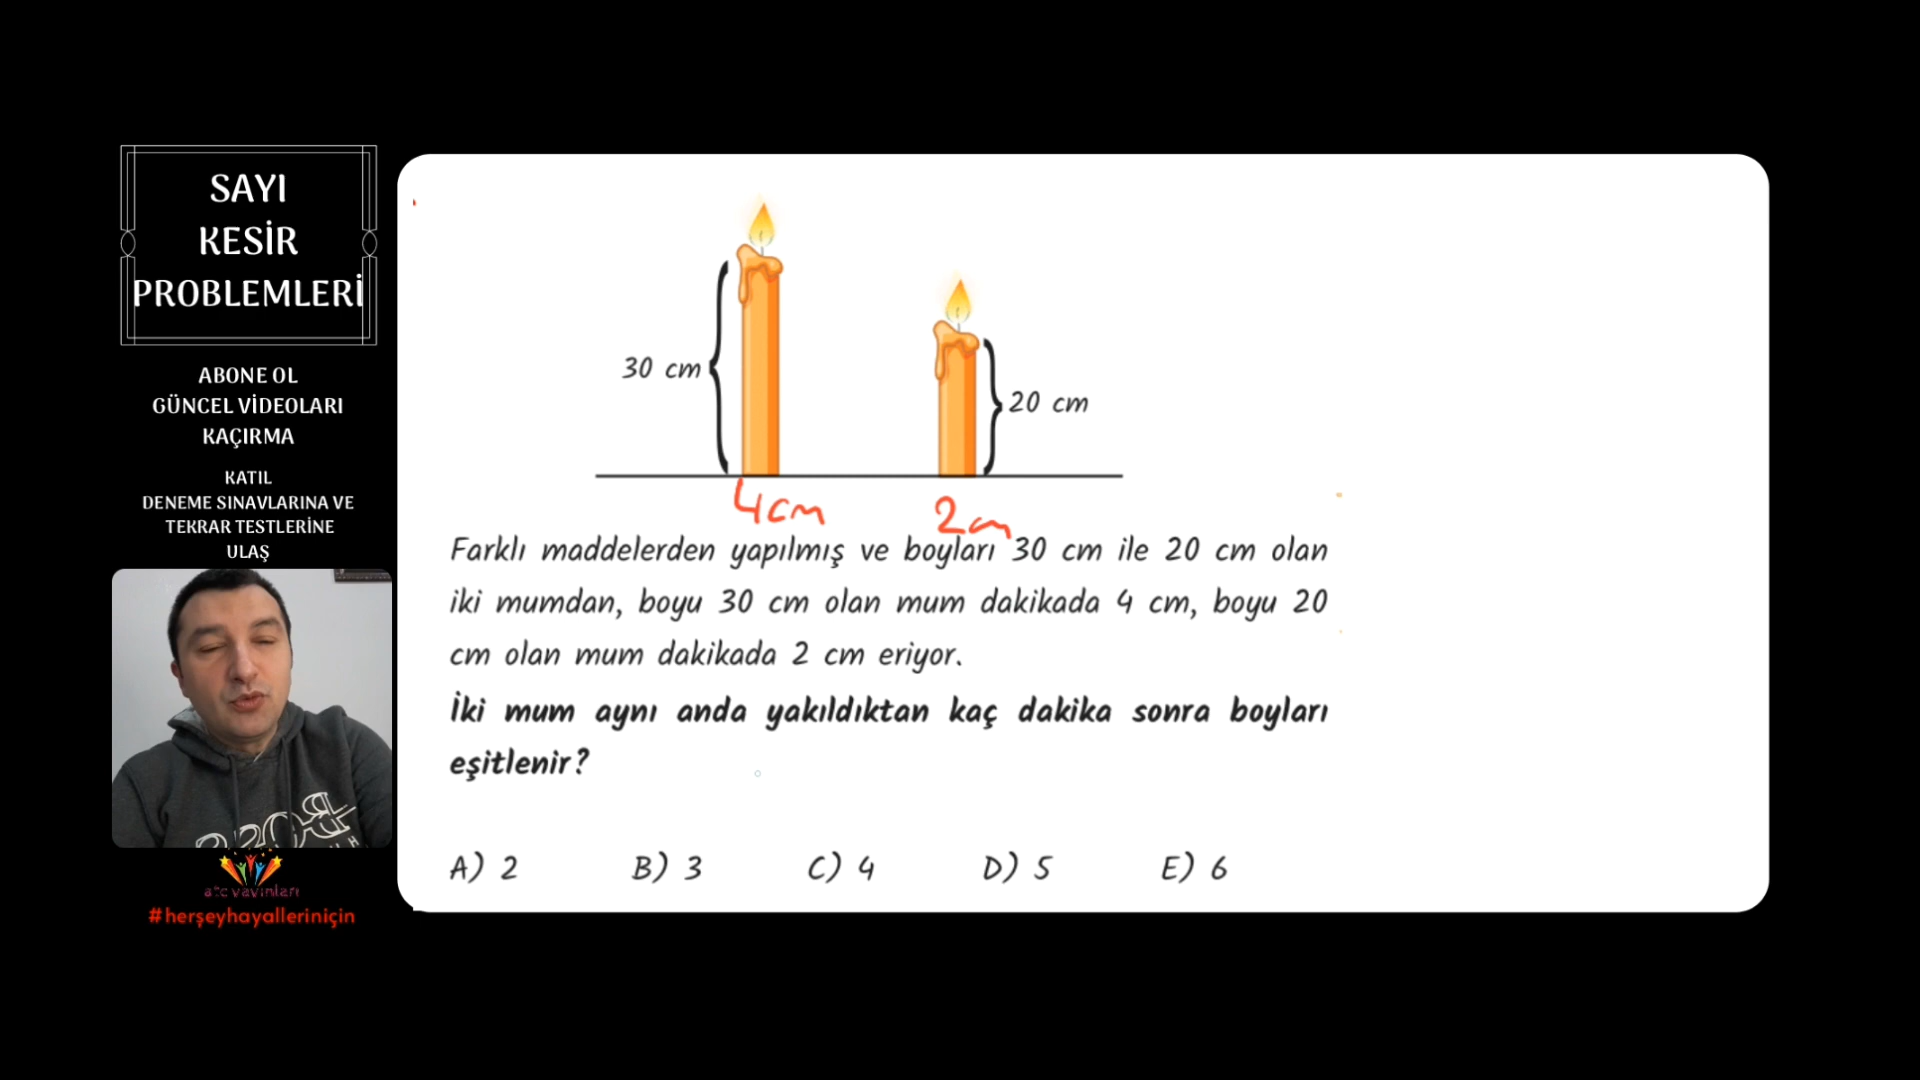 SAYI
KESİR
PROBLEMLERİ
ABONE OL
GÜNCEL VİDEOLARI
KAÇIRMA
KATIL
DENEME SINAVLARINA VE
TEKRAR TESTLERİNE
ULAŞ
atc yayınları
#herşeyhayalleriniçin
30 cm
20 cm
4cm
2cm
Farklı maddelerden yapılmış ve boyları 30 cm ile 20 cm olan
iki mumdan, boyu 30 cm olan mum dakikada 4 cm, boyu 20
cm olan mum dakikada 2 cm eriyor.
İki mum aynı anda yakıldıktan kaç dakika sonra boyları
eşitlenir?
A) 2 B) 3 C) 4 D) 5 E) 6